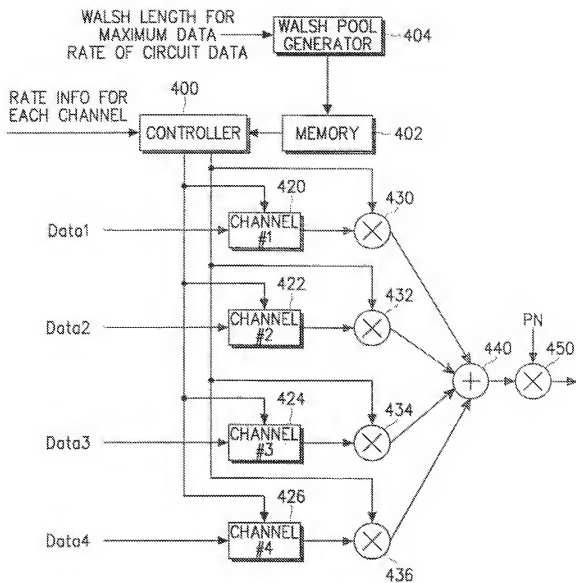 WALSH LENGTH FOR
MAXIMUM DATA
RATE OF CIRCUIT DATA
WALSH POOL
GENERATOR
404
400
RATE INFO FOR
EACH CHANNEL
CONTROLLER
MEMORY
402
420
430
Data1
CHANNEL
#1
422
432
Data2
CHANNEL
#2
PN
440
450
424
434
Data3
CHANNEL
#3
426
Data4
CHANNEL
#4
436